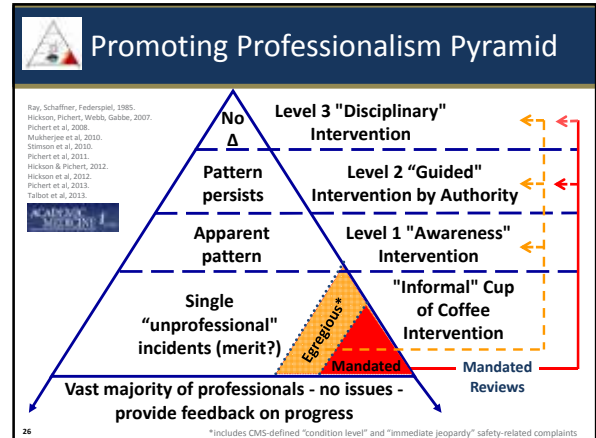 Promoting Professionalism Pyramid
Ray, Schaffner, Federspiel, 1985.
Hickson, Pichert, Webb, Gabbe, 2007.
Pichert et al, 2008.
Mukherjee et al, 2010.
Stimson et al, 2010.
Pichert et al, 2011.
Hickson & Pichert, 2012.
Hickson et al, 2012.
Pichert et al, 2013.
Talbot et al, 2013.
ACADEMIC
MEDICINE
No
Δ
Level 3 "Disciplinary"
Intervention
Pattern
persists
Level 2 “Guided"
Intervention by Authority
Apparent
pattern
Level 1 "Awareness"
Intervention
Single
“unprofessional"
incidents (merit?)
Egregious*
Mandated
"Informal" Cup
of Coffee
Intervention
Mandated
Reviews
Vast majority of professionals - no issues -
provide feedback on progress
26
*includes CMS-defined “condition level” and “immediate jeopardy” safety-related complaints